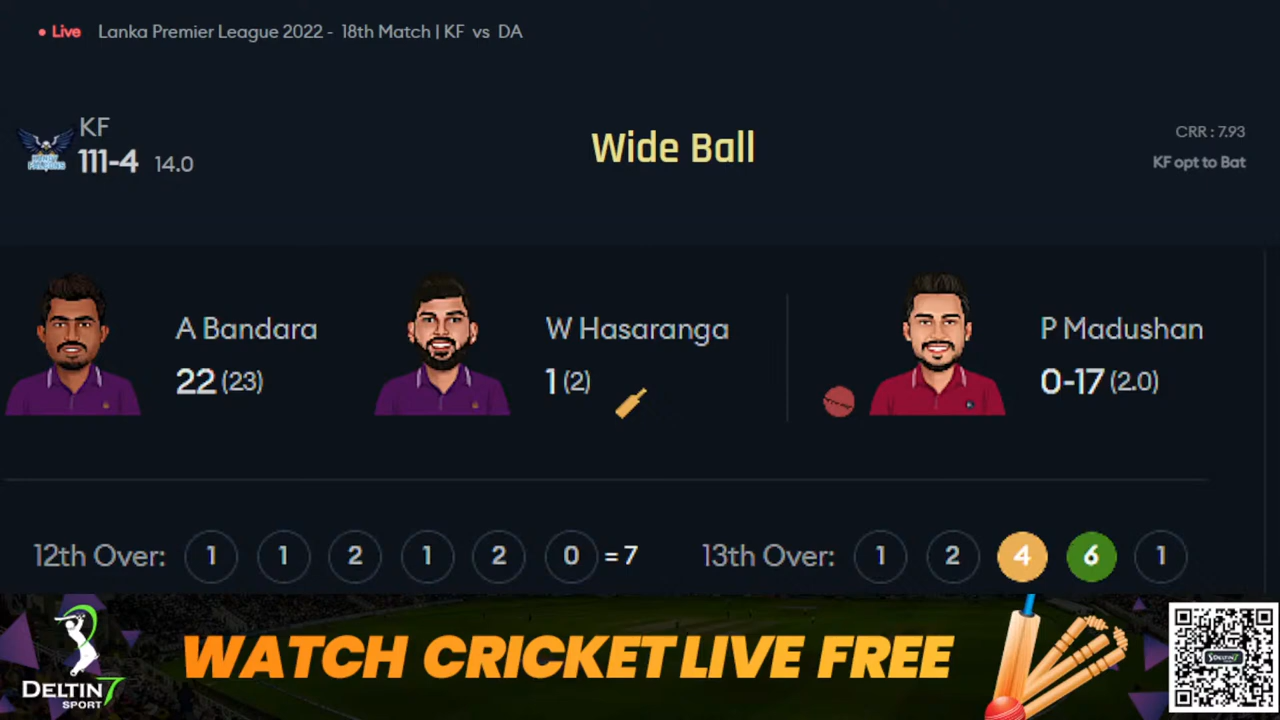 Live Lanka Premier League 2022 - 18th Match | KF vs DA
KF
111-4 14.0
Wide Ball
CRR : 7.93
KF opt to Bat
A Bandara
22 (23)
W Hasaranga
1 (2)
P Madushan
0-17 (2.0)
12th Over: 1 1 2 1 2 0 = 7
13th Over: 1 2 4 6 1
WATCH CRICKET LIVE FREE
DELTIN7
SPORT